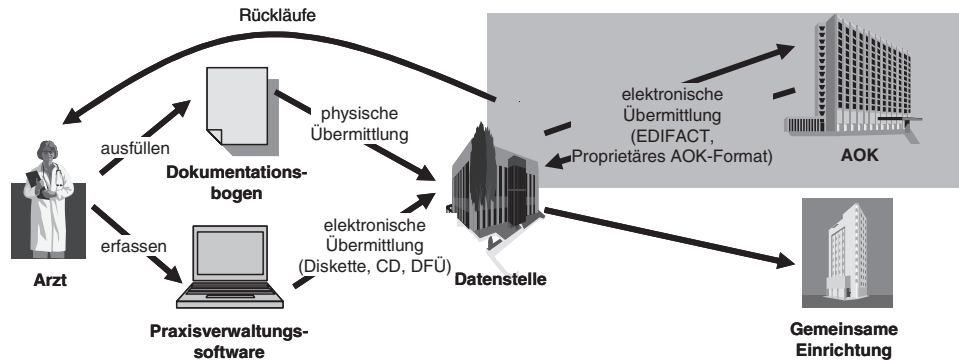 Rückläufe
ausfüllen
Dokumentations-
bogen
physische
Übermittlung
elektronische
Übermittlung
(EDIFACT,
Proprietäres AOK-Format)
AOK
Arzt
erfassen
Praxisverwaltungs-
software
elektronische
Übermittlung
(Diskette, CD, DFÜ)
Datenstelle
Gemeinsame
Einrichtung